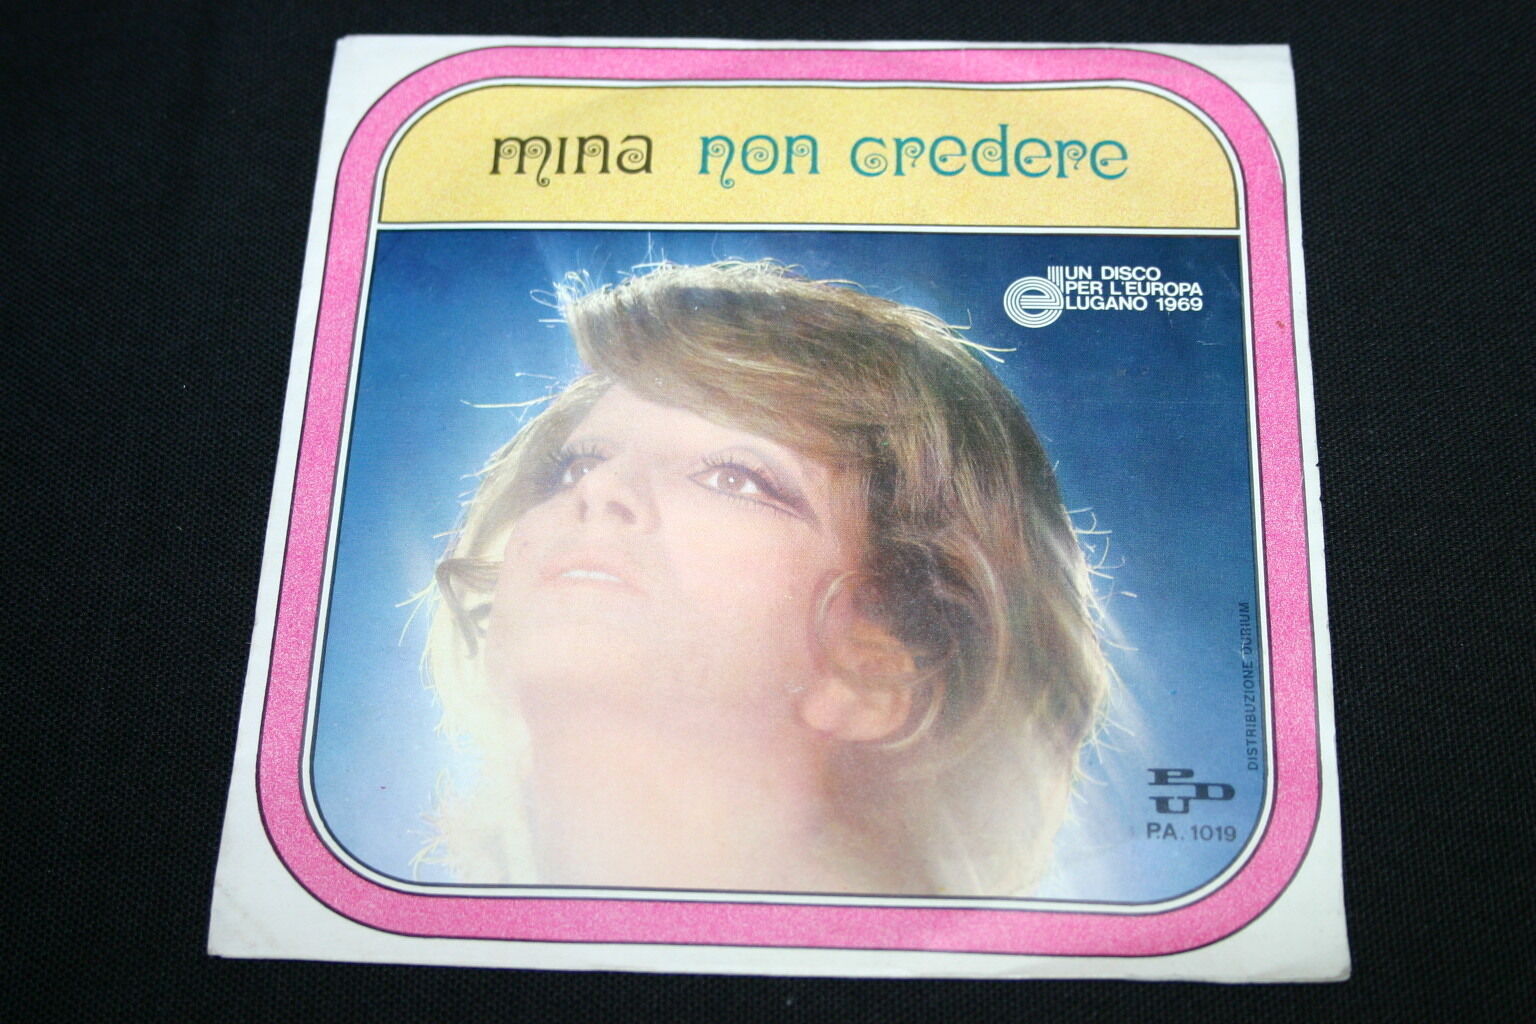 mina non credere
UN DISCO
PER L'EUROPA
LUGANO 1969
DISTRIBUZIONE DURIUM
PDU
P.A. 1019